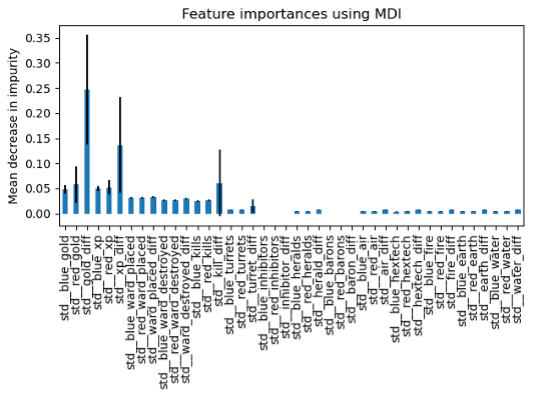 Feature importances using MDI
Mean decrease in impurity
0.35
0.30
0.25
0.20
0.15
0.10
0.05
0.00
std__blue_gold
std__red_gold
std__gold_diff
std__blue_xp
std__red_xp
std__xp_diff
std__blue_ward_placed
std__red_ward_placed
std__ward_placed_diff
std__blue_ward_destroyed
std__red_ward_destroyed
std__ward_destroyed_diff
std__blue_kills
std__red_kills
std__kill_diff
std__blue_turrets
std__red_turrets
std__turret_diff
std__blue_inhibitors
std__red_inhibitors
std__inhibitor_diff
std__blue_heralds
std__red_heralds
std__herald_diff
std__blue_barons
std__red_barons
std__baron_diff
std__blue_air
std__red_air
std__air_diff
std__blue_hextech
std__red_hextech
std__hextech_diff
std__blue_fire
std__red_fire
std__fire_diff
std__blue_earth
std__red_earth
std__earth_diff
std__blue_water
std__red_water
std__water_diff